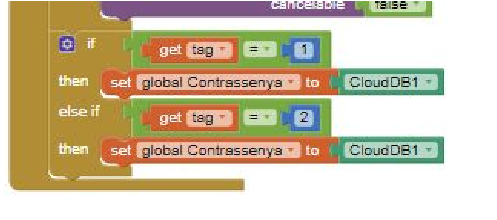 cancelable false
if get tag = 1
then set global Contrassenya to CloudDB1
else if get tag = 2
then set global Contrassenya to CloudDB1